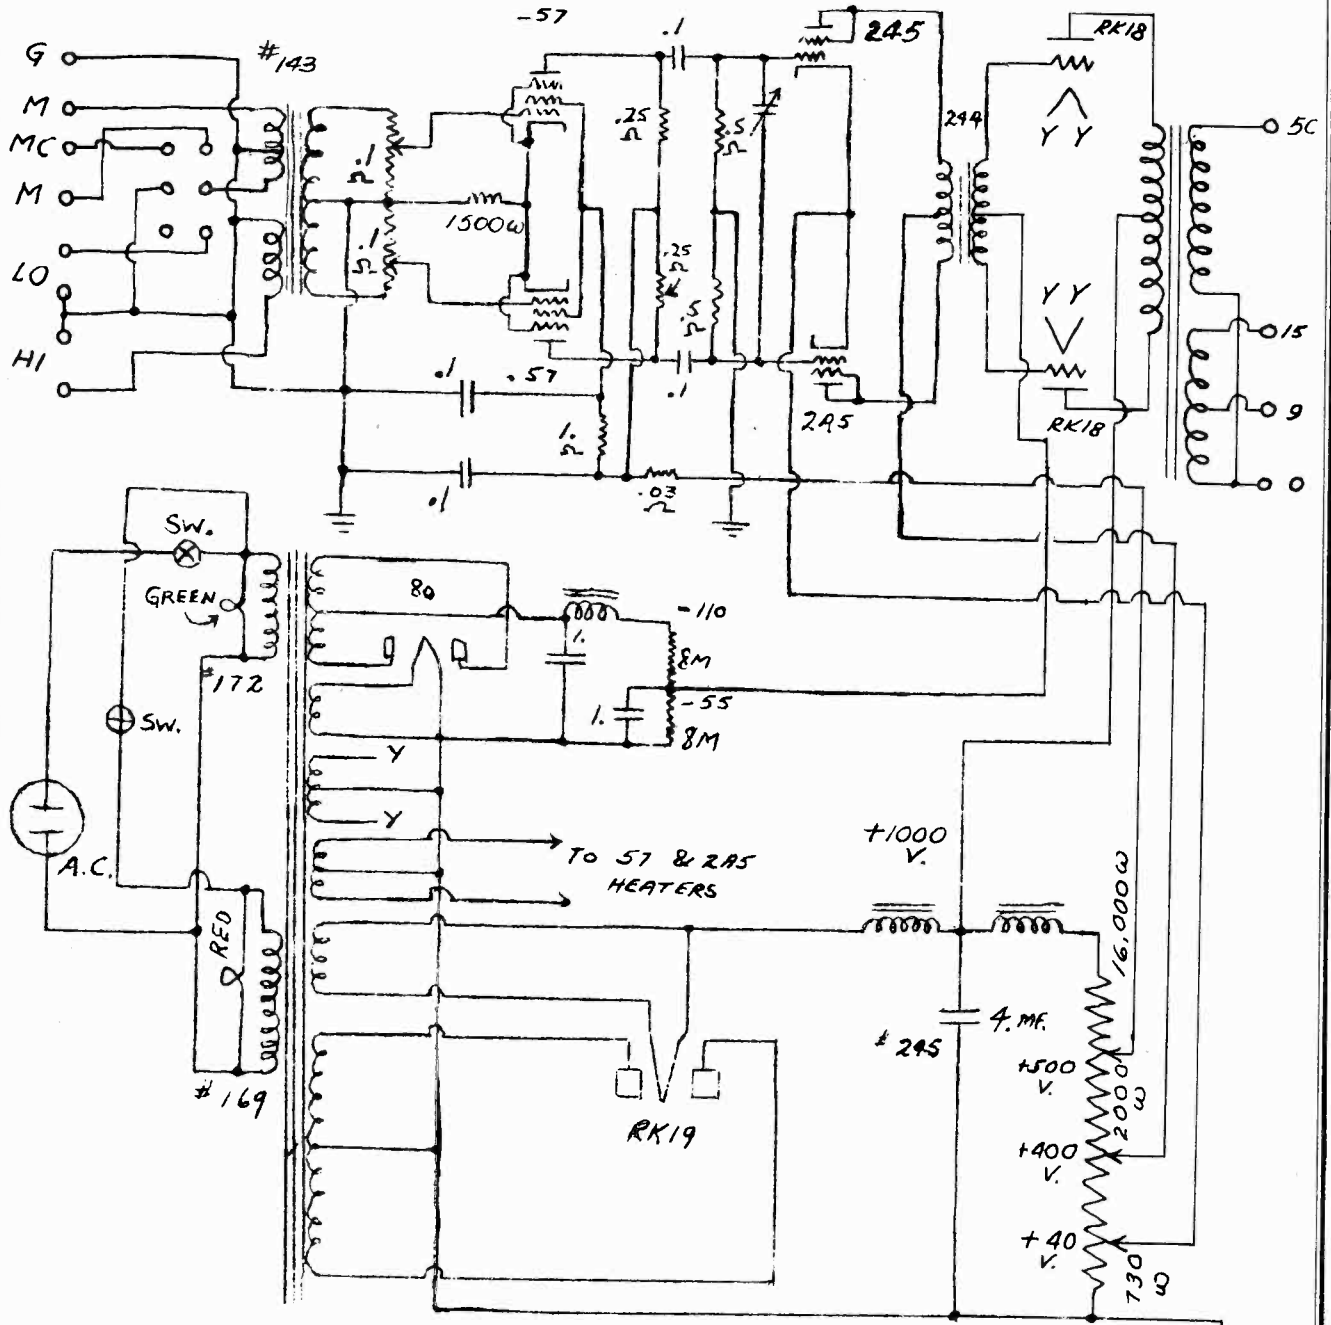 -57
G
#143
.1
2A5
RK18
M
.25
Ω
.5
Ω
244
Y Y
5C
MC
.1
Ω
M
1500ω
.1
Ω
.25
Ω
.5
Ω
Y Y
LO
15
HI
.1
.57
.1
2A5
RK18
9
1.
Ω
.1
.03
Ω
O
SW.
GREEN
80
-110
1.
8M
#172
-55
1.
8M
SW.
Y
Y
+1000
V.
A.C.
TO 57 & 2A5
HEATERS
16,000ω
RED
4. MF.
#245
+500
V.
2000
ω
#169
RK19
+400
V.
+40
V.
730
ω